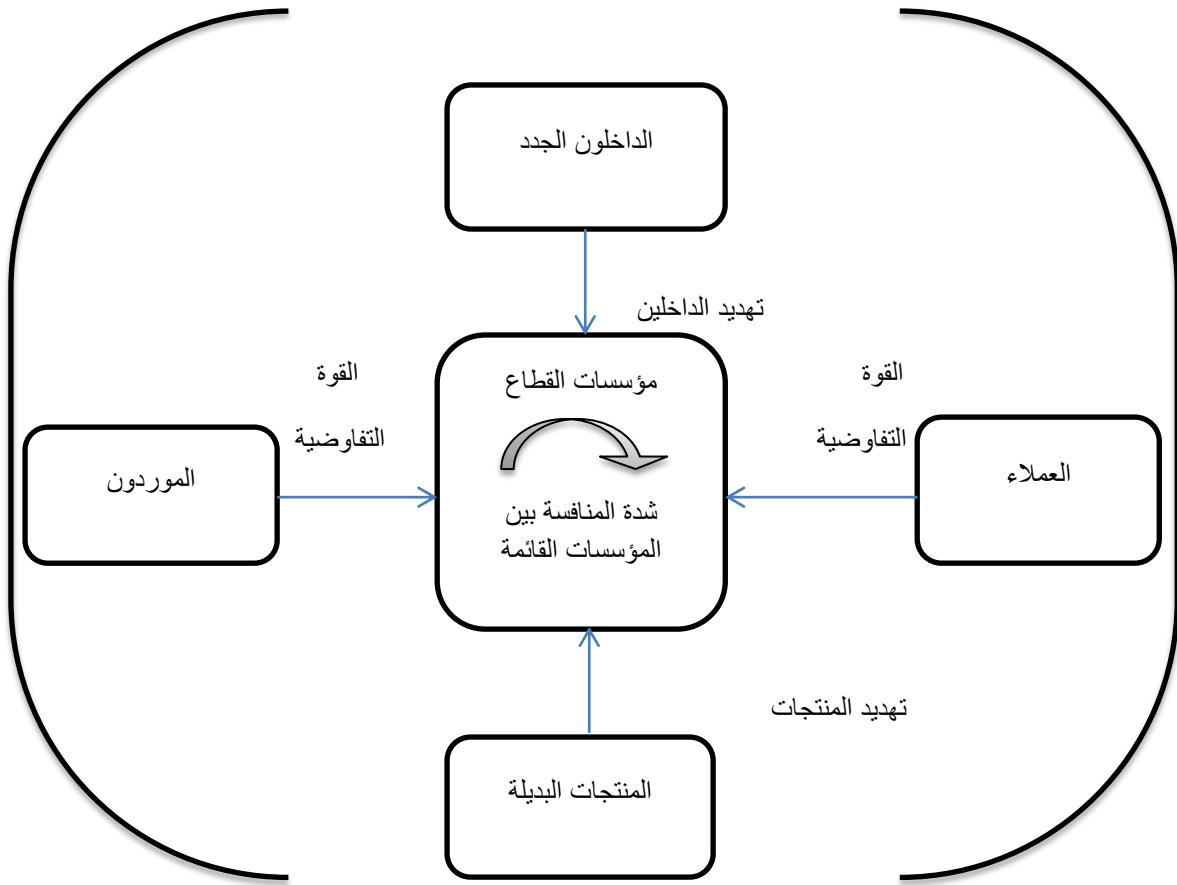 الداخلون الجدد
تهديد الداخلين
مؤسسات القطاع
شدة المنافسة بين
المؤسسات القائمة
القوة
التفاوضية
العملاء
القوة
التفاوضية
الموردون
تهديد المنتجات
المنتجات البديلة